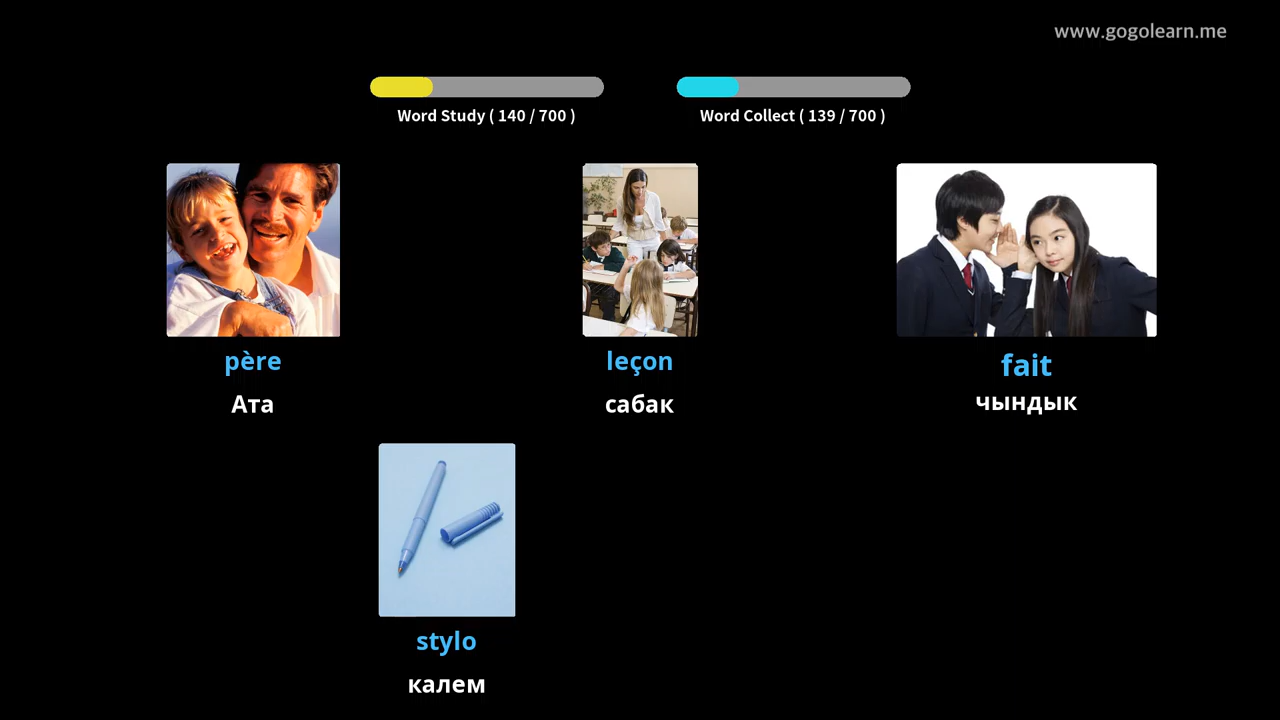 www.gogolearn.me
Word Study ( 140 / 700 )
Word Collect ( 139 / 700 )
père
Ата
leçon
сабак
fait
чындык
stylo
калем